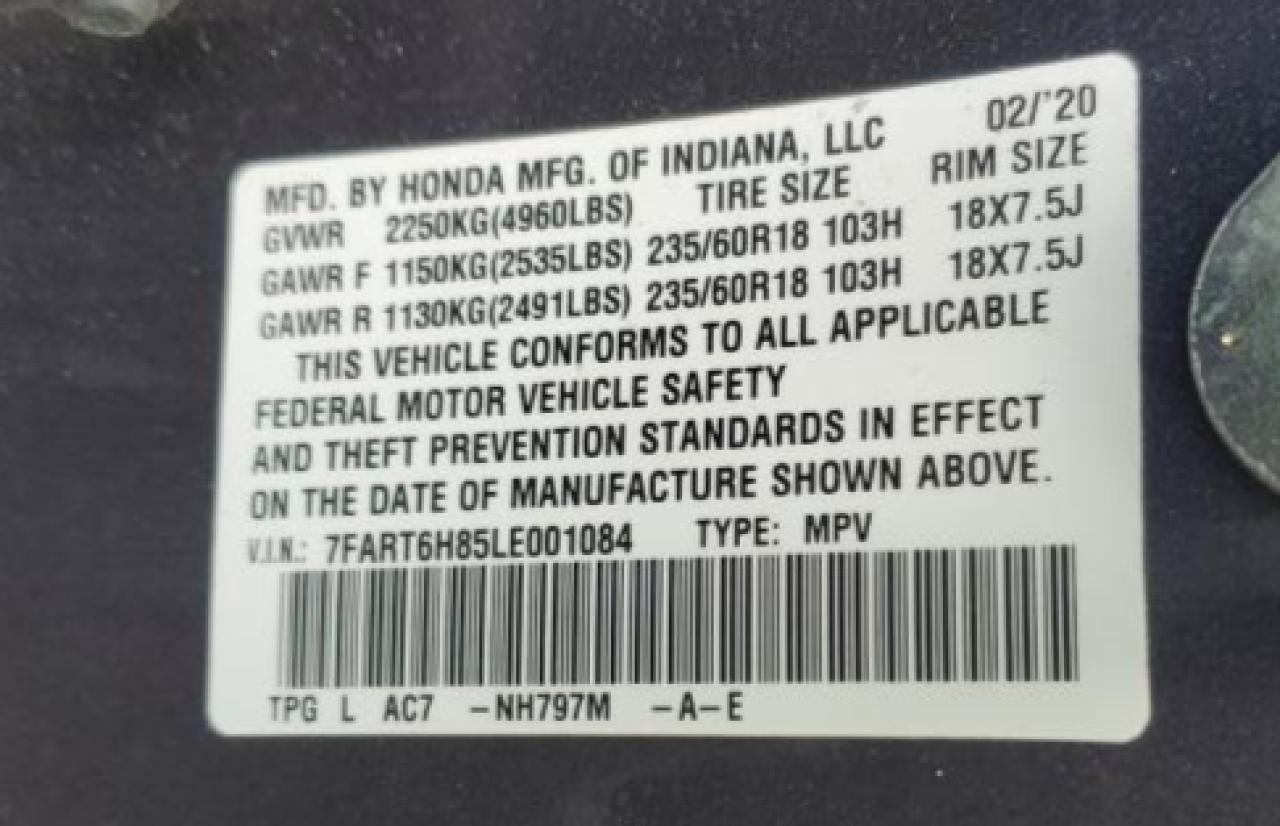 02/'20
MFD. BY HONDA MFG. OF INDIANA, LLC
GVWR 2250KG(4960LBS) TIRE SIZE RIM SIZE
GAWR F 1150KG(2535LBS) 235/60R18 103H 18X7.5J
GAWR R 1130KG(2491LBS) 235/60R18 103H 18X7.5J
THIS VEHICLE CONFORMS TO ALL APPLICABLE
FEDERAL MOTOR VEHICLE SAFETY
AND THEFT PREVENTION STANDARDS IN EFFECT
ON THE DATE OF MANUFACTURE SHOWN ABOVE.
V.I.N.: 7FART6H85LE001084 TYPE: MPV
TPG L AC7 -NH797M -A-E